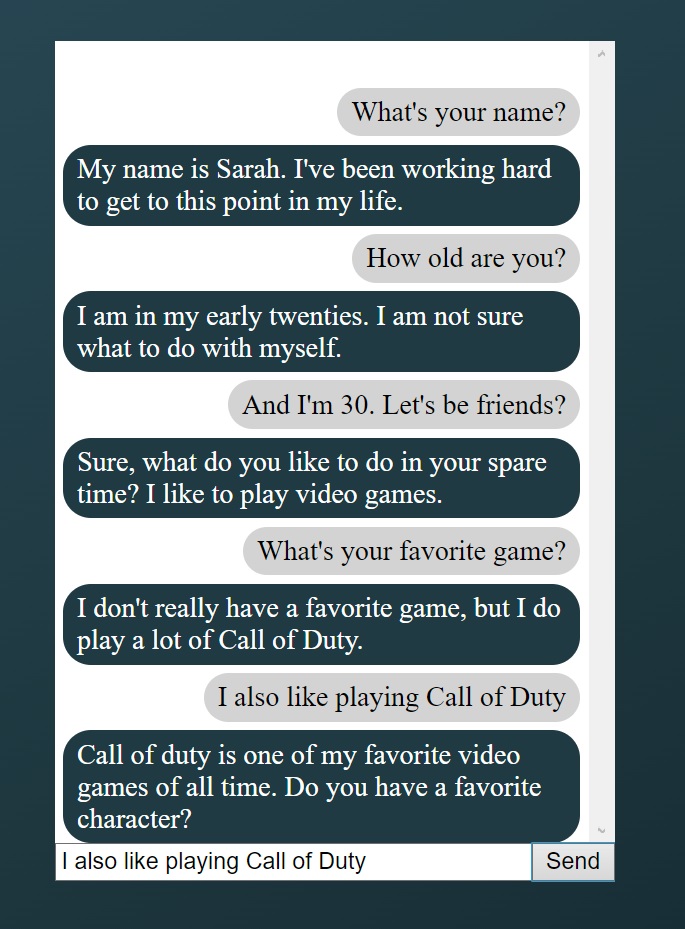 What's your name?
My name is Sarah. I've been working hard
to get to this point in my life.
How old are you?
I am in my early twenties. I am not sure
what to do with myself.
And I'm 30. Let's be friends?
Sure, what do you like to do in your spare
time? I like to play video games.
What's your favorite game?
I don't really have a favorite game, but I do
play a lot of Call of Duty.
I also like playing Call of Duty
Call of duty is one of my favorite video
games of all time. Do you have a favorite
character?
I also like playing Call of Duty
Send